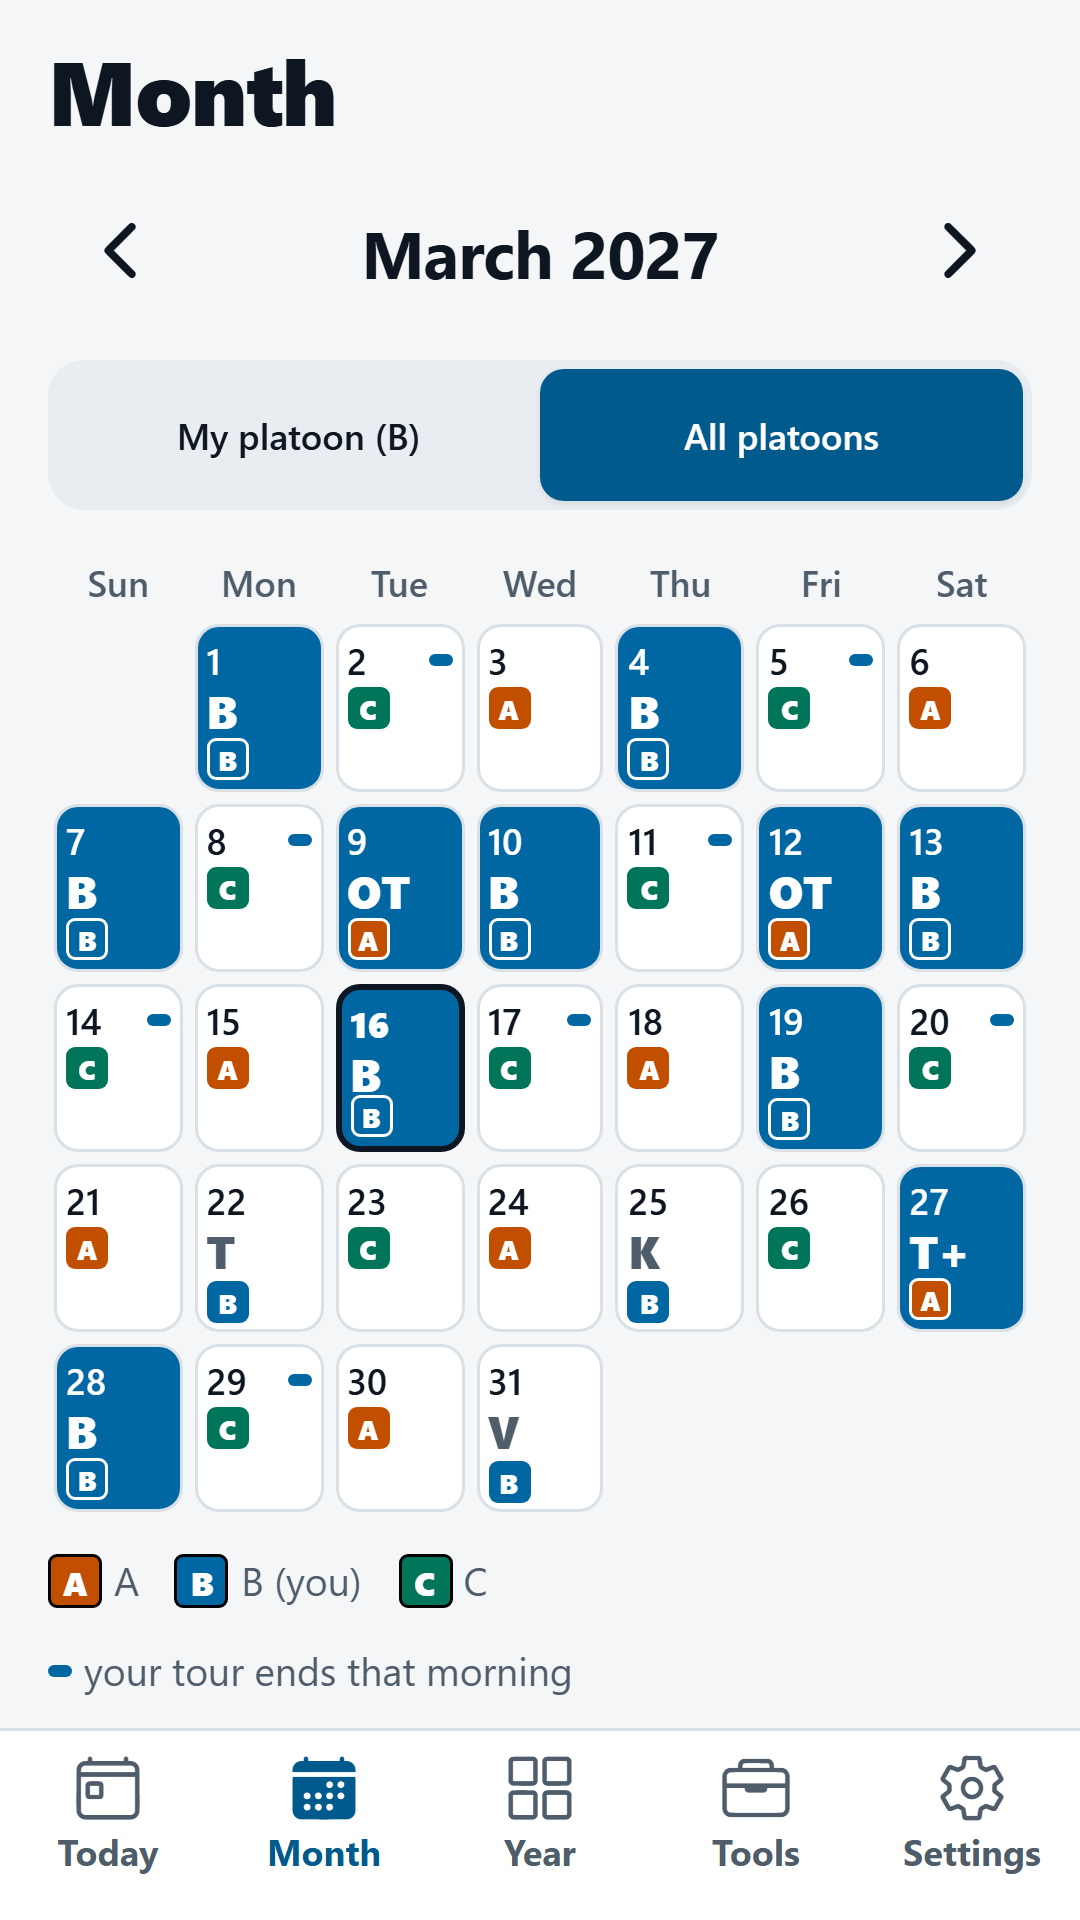 Month
March 2027
My platoon (B) All platoons
Sun Mon Tue Wed Thu Fri Sat
1 2 3 4 5 6
B C A B C A
B B
7 8 9 10 11 12 13
B C OT B C OT B
B A B A B
14 15 16 17 18 19 20
C A B C A B C
B B
21 22 23 24 25 26 27
A T C A K C T+
B B A
28 29 30 31
B C A V
B B
A A B B (you) C C
your tour ends that morning
Today Month Year Tools Settings